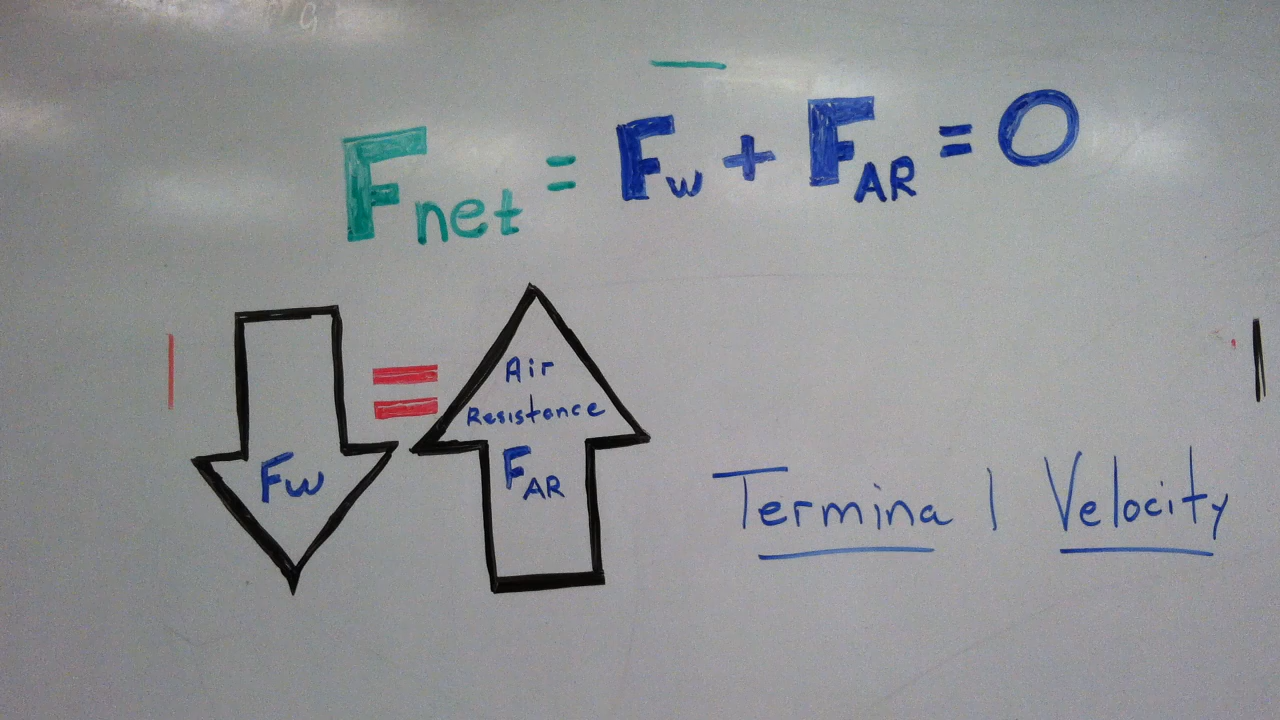 Fnet = Fw + FAR = 0
=
Air
Resistance
FAR
Fw
Terminal Velocity